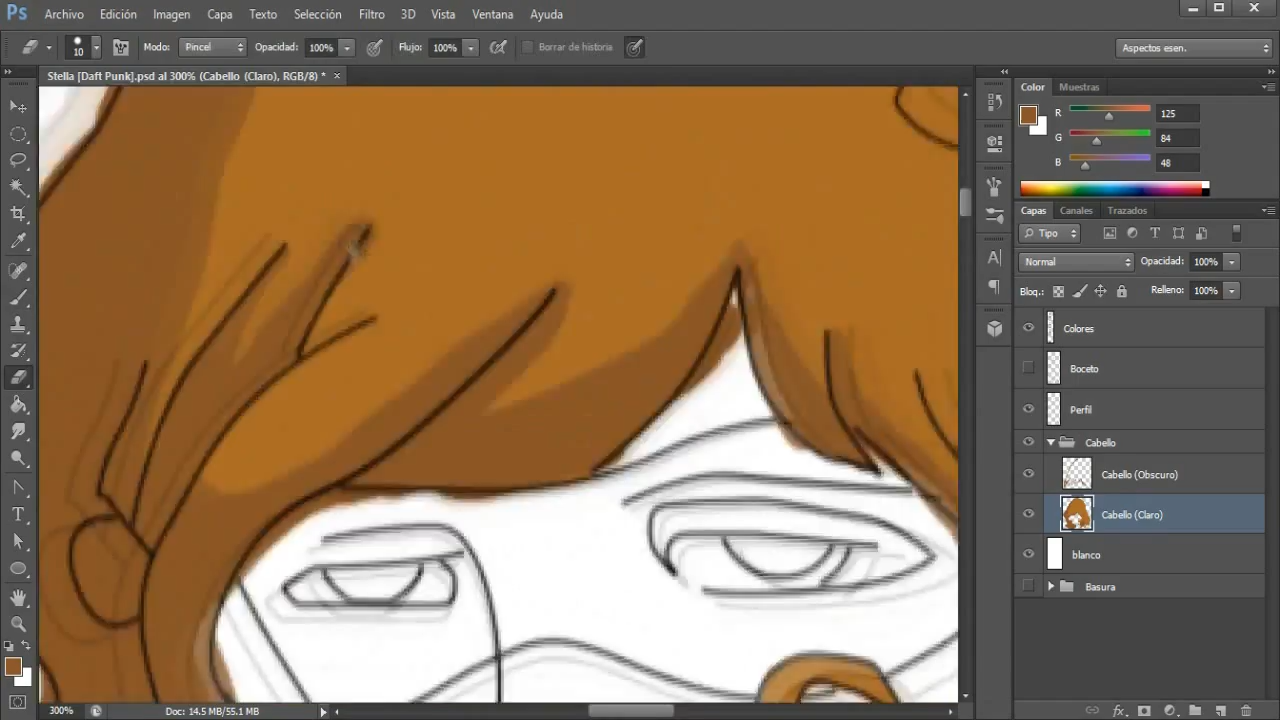 Ps Archivo Edición Imagen Capa Texto Selección Filtro 3D Vista Ventana Ayuda
10 Modo: Pincel Opacidad: 100% Flujo: 100% Borrar de historia Aspectos esen.
Stella [Daft Punk].psd al 300% (Cabello (Claro), RGB/8) * ×
Color Muestras
R 125
G 84
B 48
Capas Canales Trazados
Tipo
Normal Opacidad: 100%
Bloq.: Relleno: 100%
Colores
Boceto
Perfil
Cabello
Cabello (Obscuro)
Cabello (Claro)
blanco
Basura
300% Doc: 14.5 MB/55.1 MB